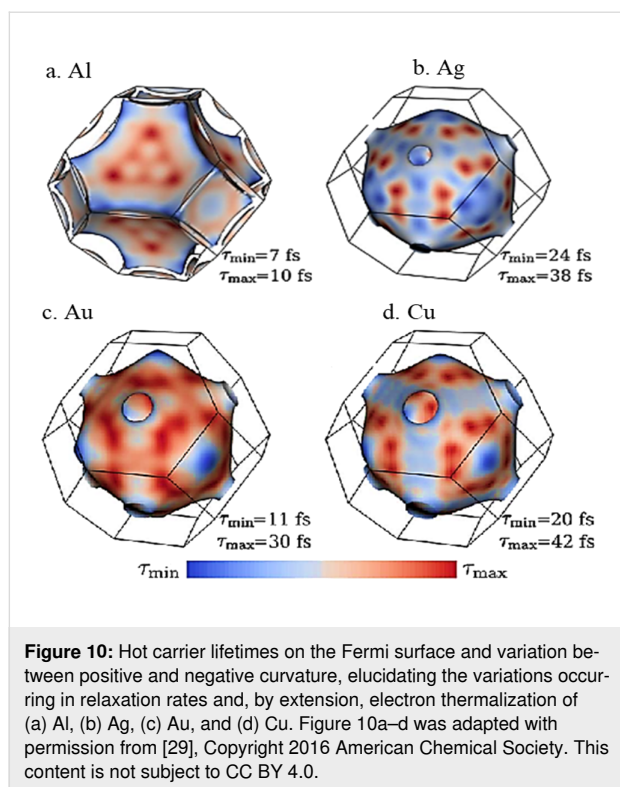 a. Al
b. Ag
τmin=7 fs
τmax=10 fs
τmin=24 fs
τmax=38 fs
c. Au
d. Cu
τmin=11 fs
τmax=30 fs
τmin=20 fs
τmax=42 fs
τmin
τmax
Figure 10: Hot carrier lifetimes on the Fermi surface and variation be-
tween positive and negative curvature, elucidating the variations occur-
ring in relaxation rates and, by extension, electron thermalization of
(a) Al, (b) Ag, (c) Au, and (d) Cu. Figure 10a–d was adapted with
permission from [29], Copyright 2016 American Chemical Society. This
content is not subject to CC BY 4.0.